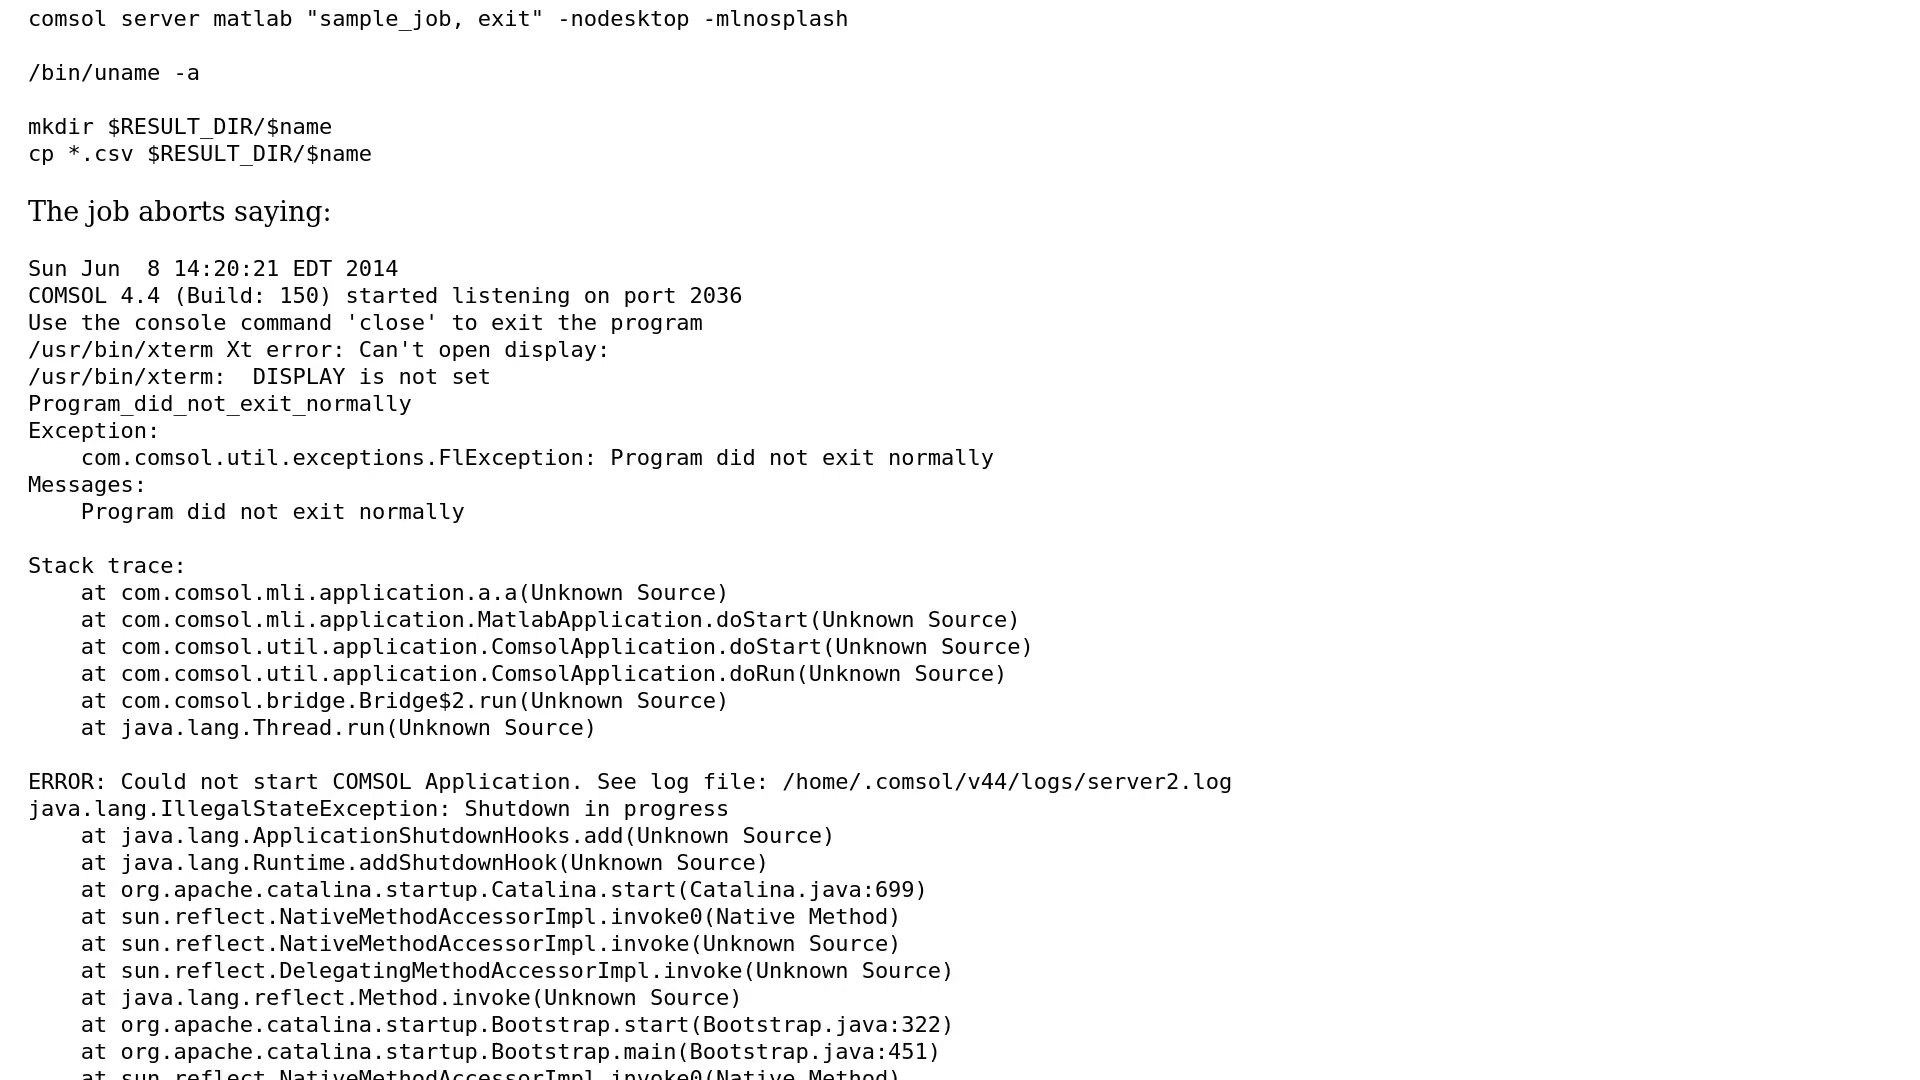 comsol server matlab "sample_job, exit" -nodesktop -mlnosplash
/bin/uname -a
mkdir $RESULT_DIR/$name
cp *.csv $RESULT_DIR/$name
The job aborts saying:
Sun Jun  8 14:20:21 EDT 2014
COMSOL 4.4 (Build: 150) started listening on port 2036
Use the console command 'close' to exit the program
/usr/bin/xterm Xt error: Can't open display:
/usr/bin/xterm:  DISPLAY is not set
Program_did_not_exit_normally
Exception:
    com.comsol.util.exceptions.FlException: Program did not exit normally
Messages:
    Program did not exit normally
Stack trace:
    at com.comsol.mli.application.a.a(Unknown Source)
    at com.comsol.mli.application.MatlabApplication.doStart(Unknown Source)
    at com.comsol.util.application.ComsolApplication.doStart(Unknown Source)
    at com.comsol.util.application.ComsolApplication.doRun(Unknown Source)
    at com.comsol.bridge.Bridge$2.run(Unknown Source)
    at java.lang.Thread.run(Unknown Source)
ERROR: Could not start COMSOL Application. See log file: /home/.comsol/v44/logs/server2.log
java.lang.IllegalStateException: Shutdown in progress
    at java.lang.ApplicationShutdownHooks.add(Unknown Source)
    at java.lang.Runtime.addShutdownHook(Unknown Source)
    at org.apache.catalina.startup.Catalina.start(Catalina.java:699)
    at sun.reflect.NativeMethodAccessorImpl.invoke0(Native Method)
    at sun.reflect.NativeMethodAccessorImpl.invoke(Unknown Source)
    at sun.reflect.DelegatingMethodAccessorImpl.invoke(Unknown Source)
    at java.lang.reflect.Method.invoke(Unknown Source)
    at org.apache.catalina.startup.Bootstrap.start(Bootstrap.java:322)
    at org.apache.catalina.startup.Bootstrap.main(Bootstrap.java:451)
    at sun.reflect.NativeMethodAccessorImpl.invoke0(Native Method)